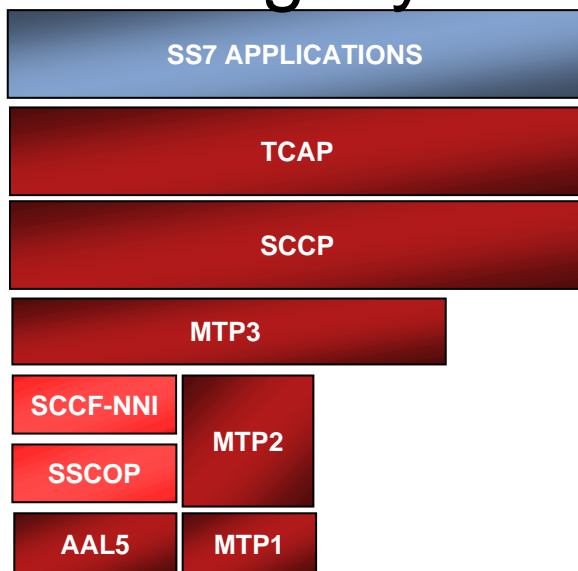 SS7 APPLICATIONS
TCAP
SCCP
MTP3
SCCF-NNI
MTP2
SSCOP
AAL5
MTP1